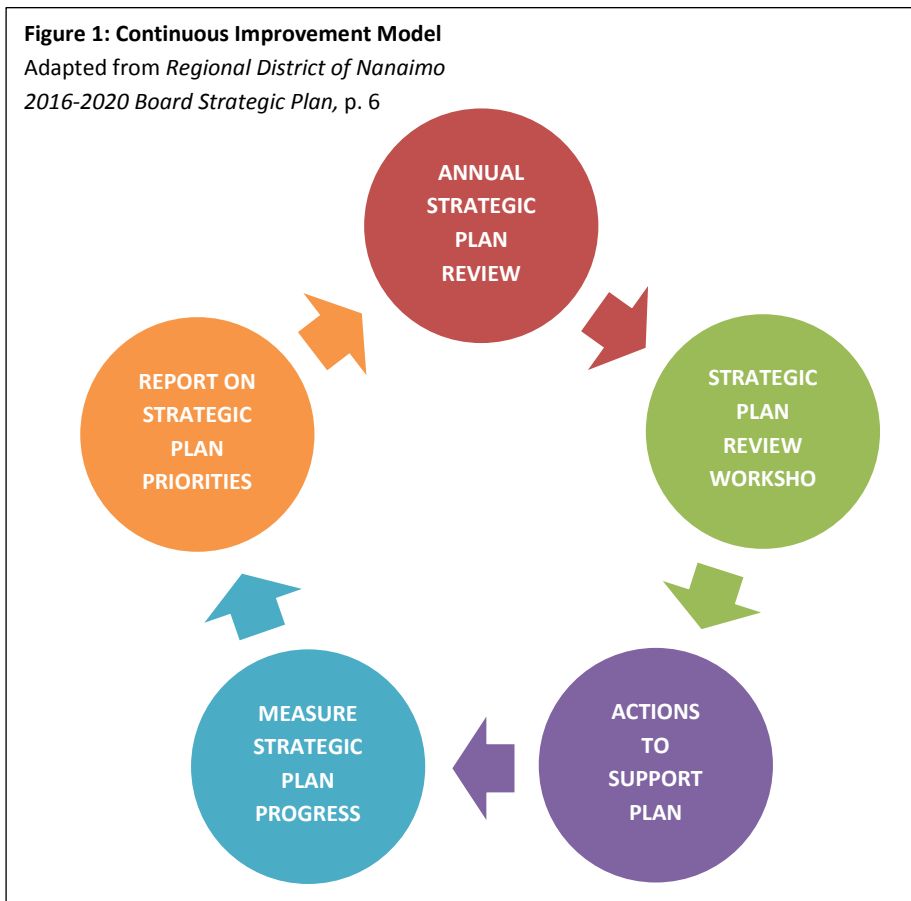 Figure 1: Continuous Improvement Model
Adapted from Regional District of Nanaimo
2016-2020 Board Strategic Plan, p. 6
ANNUAL
STRATEGIC
PLAN
REVIEW
STRATEGIC
PLAN
REVIEW
WORKSHO
ACTIONS
TO
SUPPORT
PLAN
MEASURE
STRATEGIC
PLAN
PROGRESS
REPORT ON
STRATEGIC
PLAN
PRIORITIES